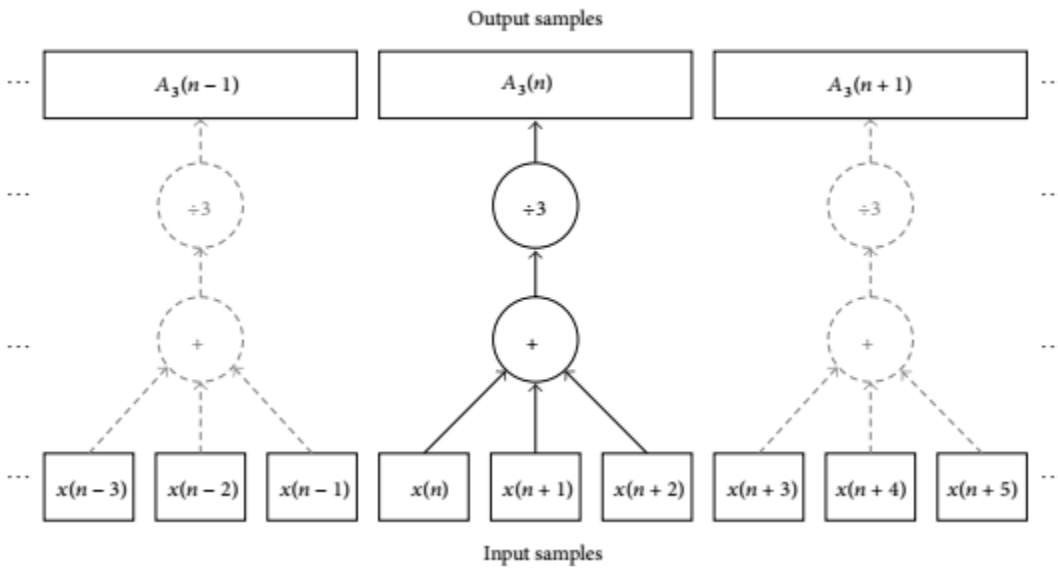 Output samples
... A₃(n − 1) A₃(n) A₃(n + 1) ..
... ÷3 ÷3 ÷3 ..
... + + + ..
... x(n − 3) x(n − 2) x(n − 1) x(n) x(n + 1) x(n + 2) x(n + 3) x(n + 4) x(n + 5) ..
Input samples